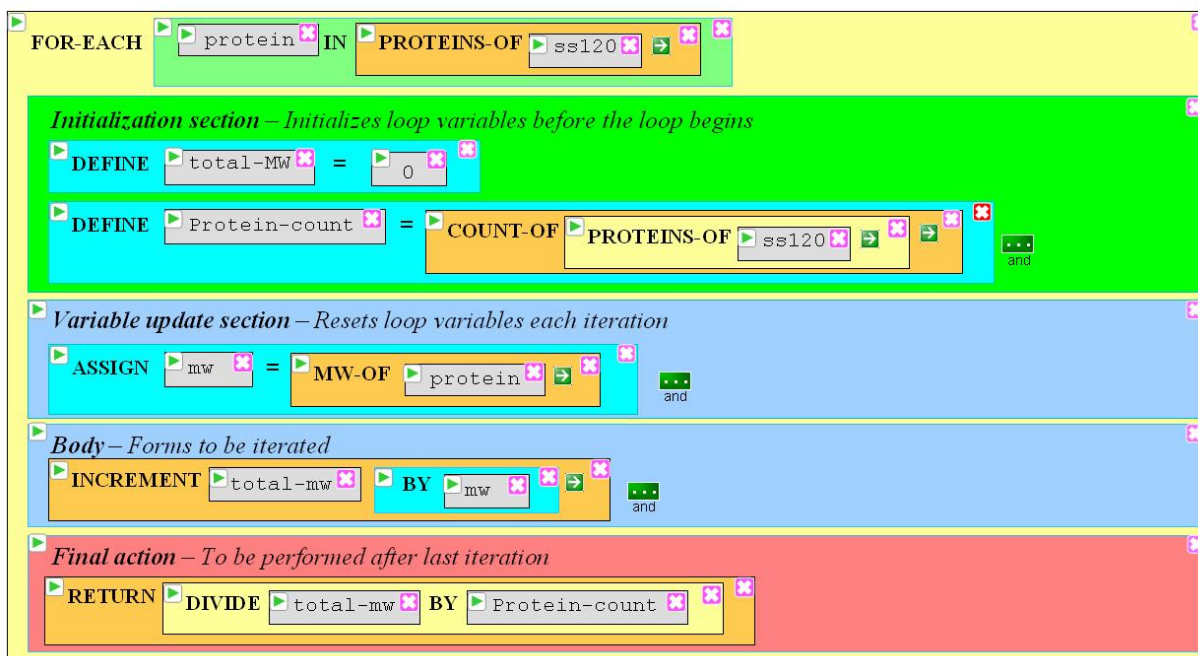 FOR-EACH protein IN PROTEINS-OF ss120
Initialization section – Initializes loop variables before the loop begins
DEFINE total-MW = 0
DEFINE Protein-count = COUNT-OF PROTEINS-OF ss120
... and
Variable update section – Resets loop variables each iteration
ASSIGN mw = MW-OF protein
... and
Body – Forms to be iterated
INCREMENT total-mw BY mw
... and
Final action – To be performed after last iteration
RETURN DIVIDE total-mw BY Protein-count